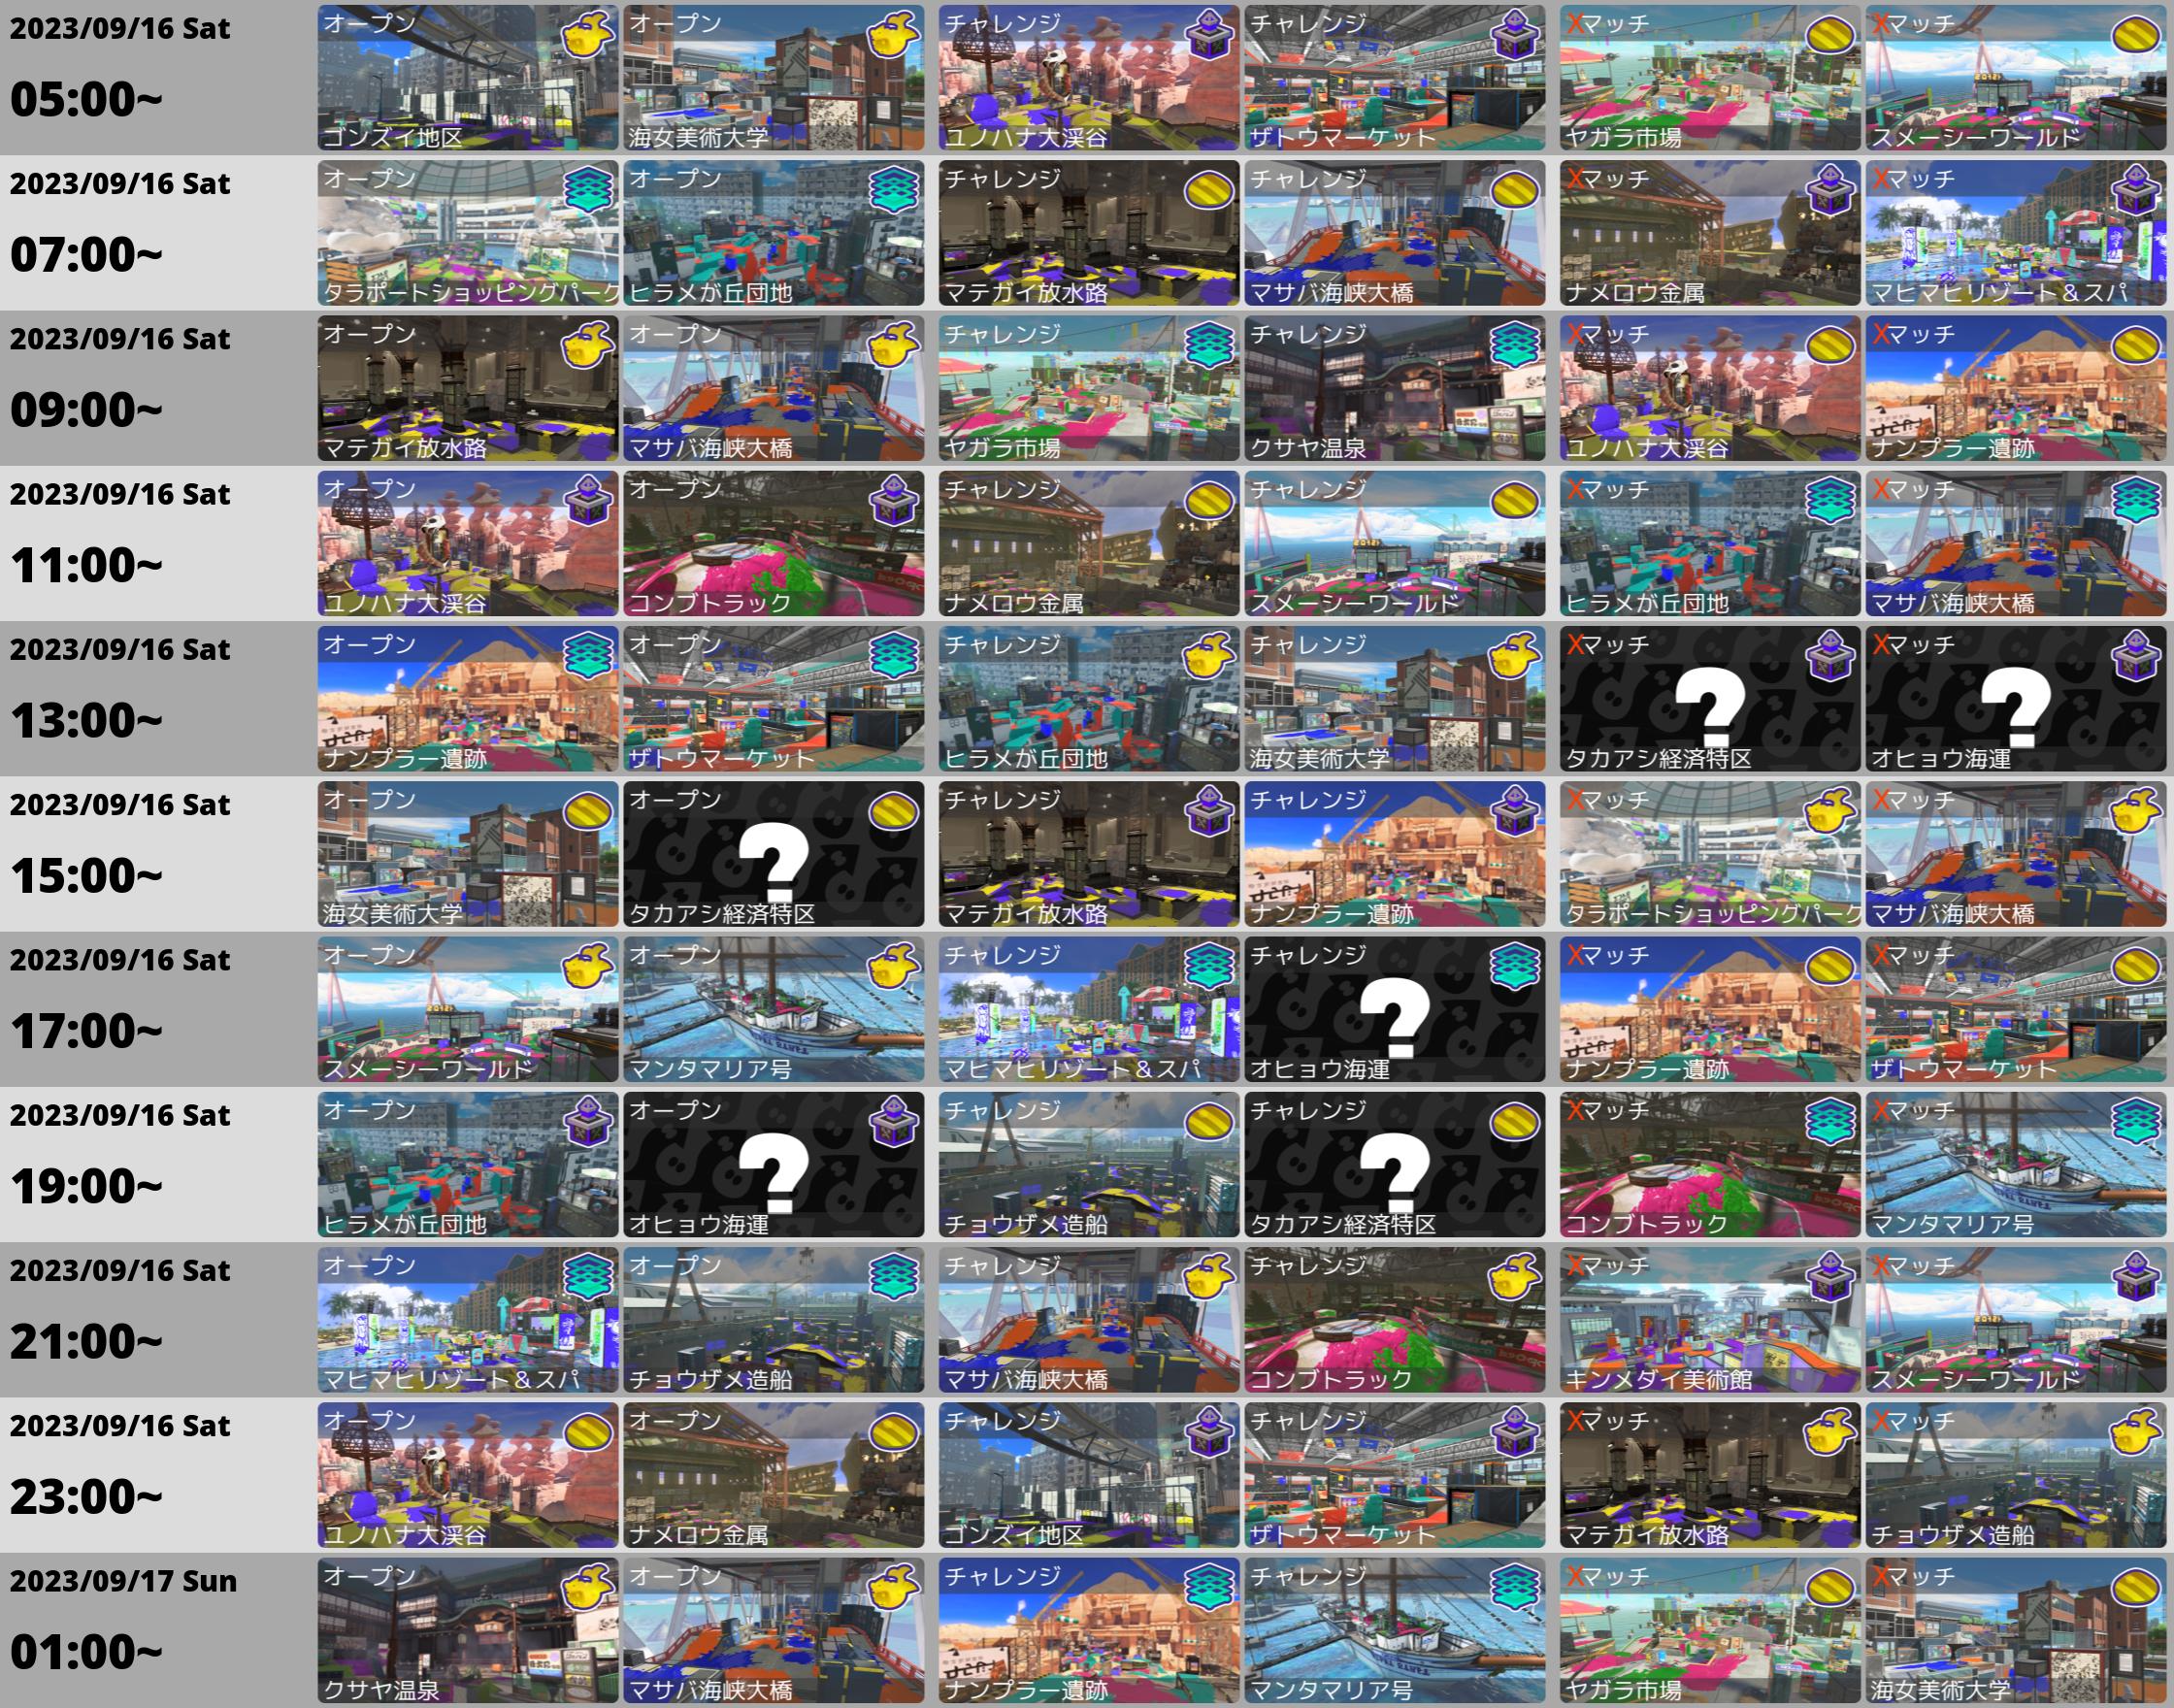 2023/09/16 Sat
05:00~
オープン
ゴンズイ地区
オープン
海女美術大学
チャレンジ
ユノハナ大渓谷
チャレンジ
ザトウマーケット
Xマッチ
ヤガラ市場
Xマッチ
スメーシーワールド
2023/09/16 Sat
07:00~
オープン
タラポートショッピングパーク
オープン
ヒラメが丘団地
チャレンジ
マテガイ放水路
チャレンジ
マサバ海峡大橋
Xマッチ
ナメロウ金属
Xマッチ
マヒマヒリゾート&スパ
2023/09/16 Sat
09:00~
オープン
マテガイ放水路
オープン
マサバ海峡大橋
チャレンジ
ヤガラ市場
チャレンジ
クサヤ温泉
Xマッチ
ユノハナ大渓谷
Xマッチ
ナンプラー遺跡
2023/09/16 Sat
11:00~
オープン
ユノハナ大渓谷
オープン
コンブトラック
チャレンジ
ナメロウ金属
チャレンジ
スメーシーワールド
Xマッチ
ヒラメが丘団地
Xマッチ
マサバ海峡大橋
2023/09/16 Sat
13:00~
オープン
ナンプラー遺跡
オープン
ザトウマーケット
チャレンジ
ヒラメが丘団地
チャレンジ
海女美術大学
Xマッチ
?
タカアシ経済特区
Xマッチ
?
オヒョウ海運
2023/09/16 Sat
15:00~
オープン
海女美術大学
オープン
?
タカアシ経済特区
チャレンジ
マテガイ放水路
チャレンジ
ナンプラー遺跡
Xマッチ
タラポートショッピングパーク
Xマッチ
マサバ海峡大橋
2023/09/16 Sat
17:00~
オープン
スメーシーワールド
オープン
マンタマリア号
チャレンジ
マヒマヒリゾート&スパ
チャレンジ
?
オヒョウ海運
Xマッチ
ナンプラー遺跡
Xマッチ
ザトウマーケット
2023/09/16 Sat
19:00~
オープン
ヒラメが丘団地
オープン
?
オヒョウ海運
チャレンジ
チョウザメ造船
チャレンジ
?
タカアシ経済特区
Xマッチ
コンブトラック
Xマッチ
マンタマリア号
2023/09/16 Sat
21:00~
オープン
マヒマヒリゾート&スパ
オープン
チョウザメ造船
チャレンジ
マサバ海峡大橋
チャレンジ
コンブトラック
Xマッチ
キンメダイ美術館
Xマッチ
スメーシーワールド
2023/09/16 Sat
23:00~
オープン
ユノハナ大渓谷
オープン
ナメロウ金属
チャレンジ
ゴンズイ地区
チャレンジ
ザトウマーケット
Xマッチ
マテガイ放水路
Xマッチ
チョウザメ造船
2023/09/17 Sun
01:00~
オープン
クサヤ温泉
オープン
マサバ海峡大橋
チャレンジ
ナンプラー遺跡
チャレンジ
マンタマリア号
Xマッチ
ヤガラ市場
Xマッチ
海女美術大学